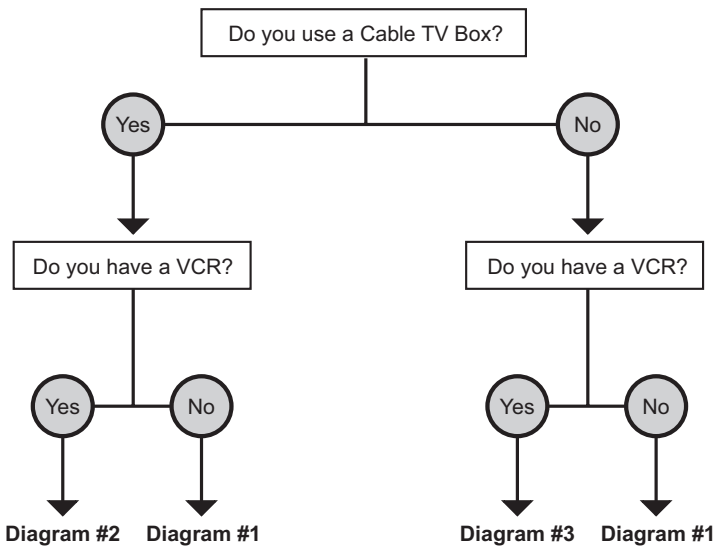 Do you use a Cable TV Box?
Yes
No
Do you have a VCR?
Do you have a VCR?
Yes
No
Yes
No
Diagram #2
Diagram #1
Diagram #3
Diagram #1